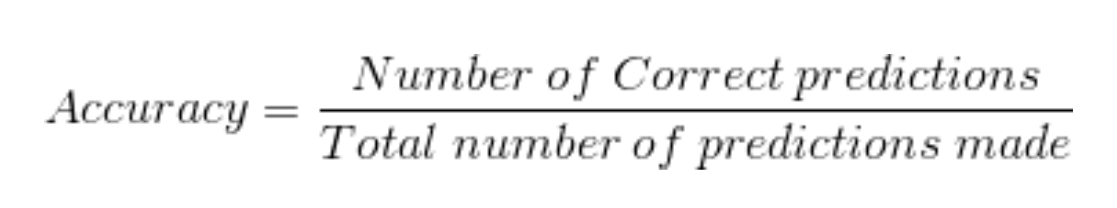 Number of Correct predictions
Accuracy =
Total number of predictions made